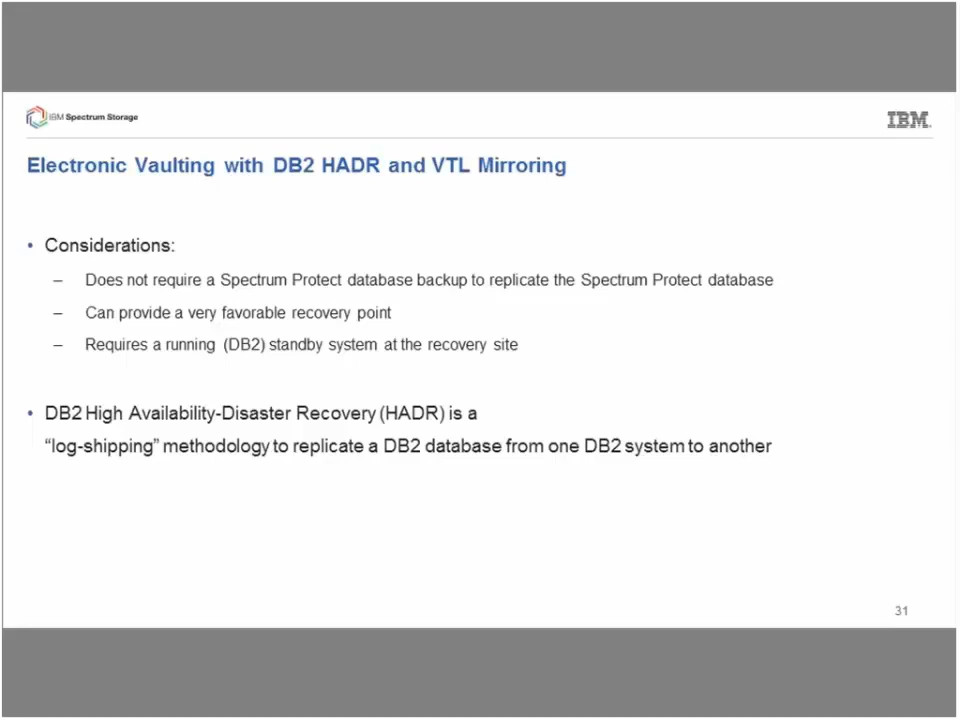 IBM Spectrum Storage
IBM
Electronic Vaulting with DB2 HADR and VTL Mirroring
• Considerations:
– Does not require a Spectrum Protect database backup to replicate the Spectrum Protect database
– Can provide a very favorable recovery point
– Requires a running (DB2) standby system at the recovery site
• DB2 High Availability-Disaster Recovery (HADR) is a
“log-shipping” methodology to replicate a DB2 database from one DB2 system to another
31